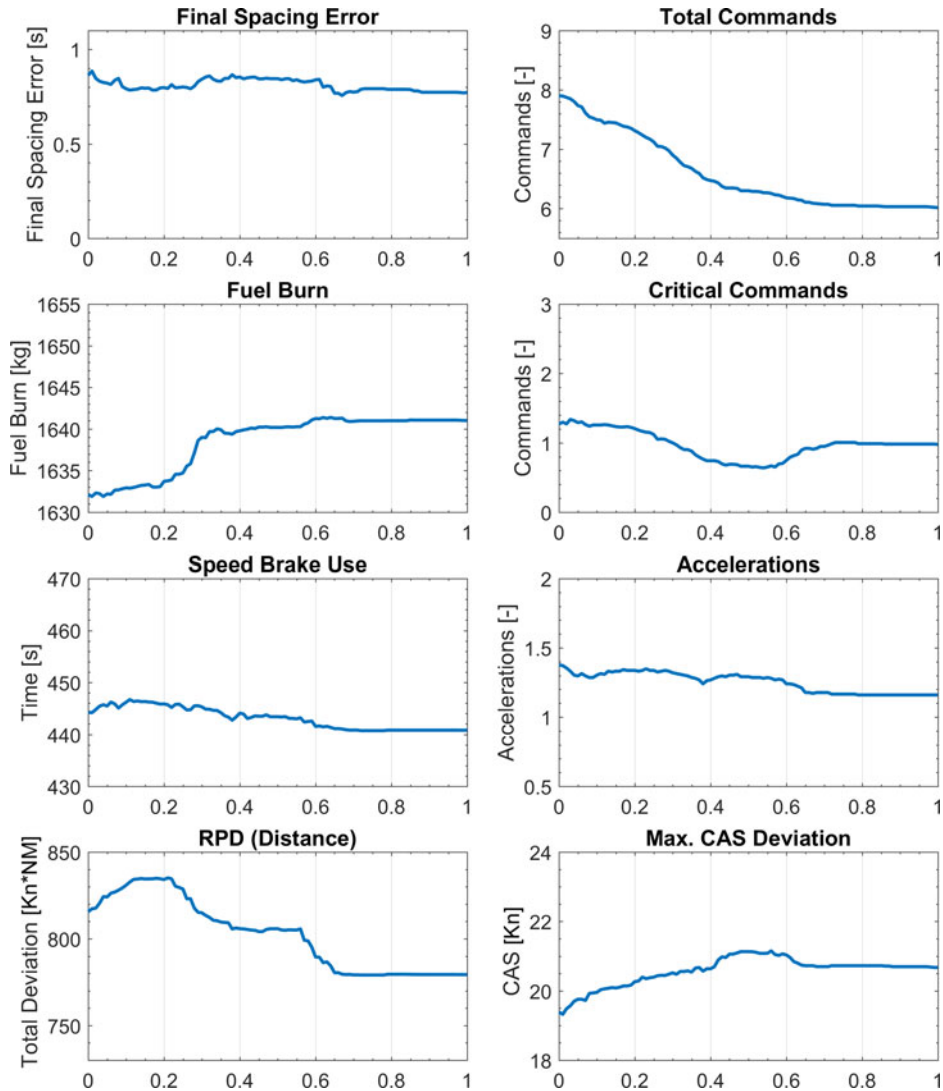 Final Spacing Error
Final Spacing Error [s]
1
0.5
0
0 0.2 0.4 0.6 0.8 1
Total Commands
Commands [-]
9
8
7
6
0 0.2 0.4 0.6 0.8 1
Fuel Burn
Fuel Burn [kg]
1655
1650
1645
1640
1635
1630
0 0.2 0.4 0.6 0.8 1
Critical Commands
Commands [-]
3
2
1
0
0 0.2 0.4 0.6 0.8 1
Speed Brake Use
Time [s]
470
460
450
440
430
0 0.2 0.4 0.6 0.8 1
Accelerations
Accelerations [-]
2
1.5
1
0.5
0 0.2 0.4 0.6 0.8 1
RPD (Distance)
Total Deviation [Kn*NM]
850
800
750
0 0.2 0.4 0.6 0.8 1
Max. CAS Deviation
CAS [Kn]
24
22
20
18
0 0.2 0.4 0.6 0.8 1